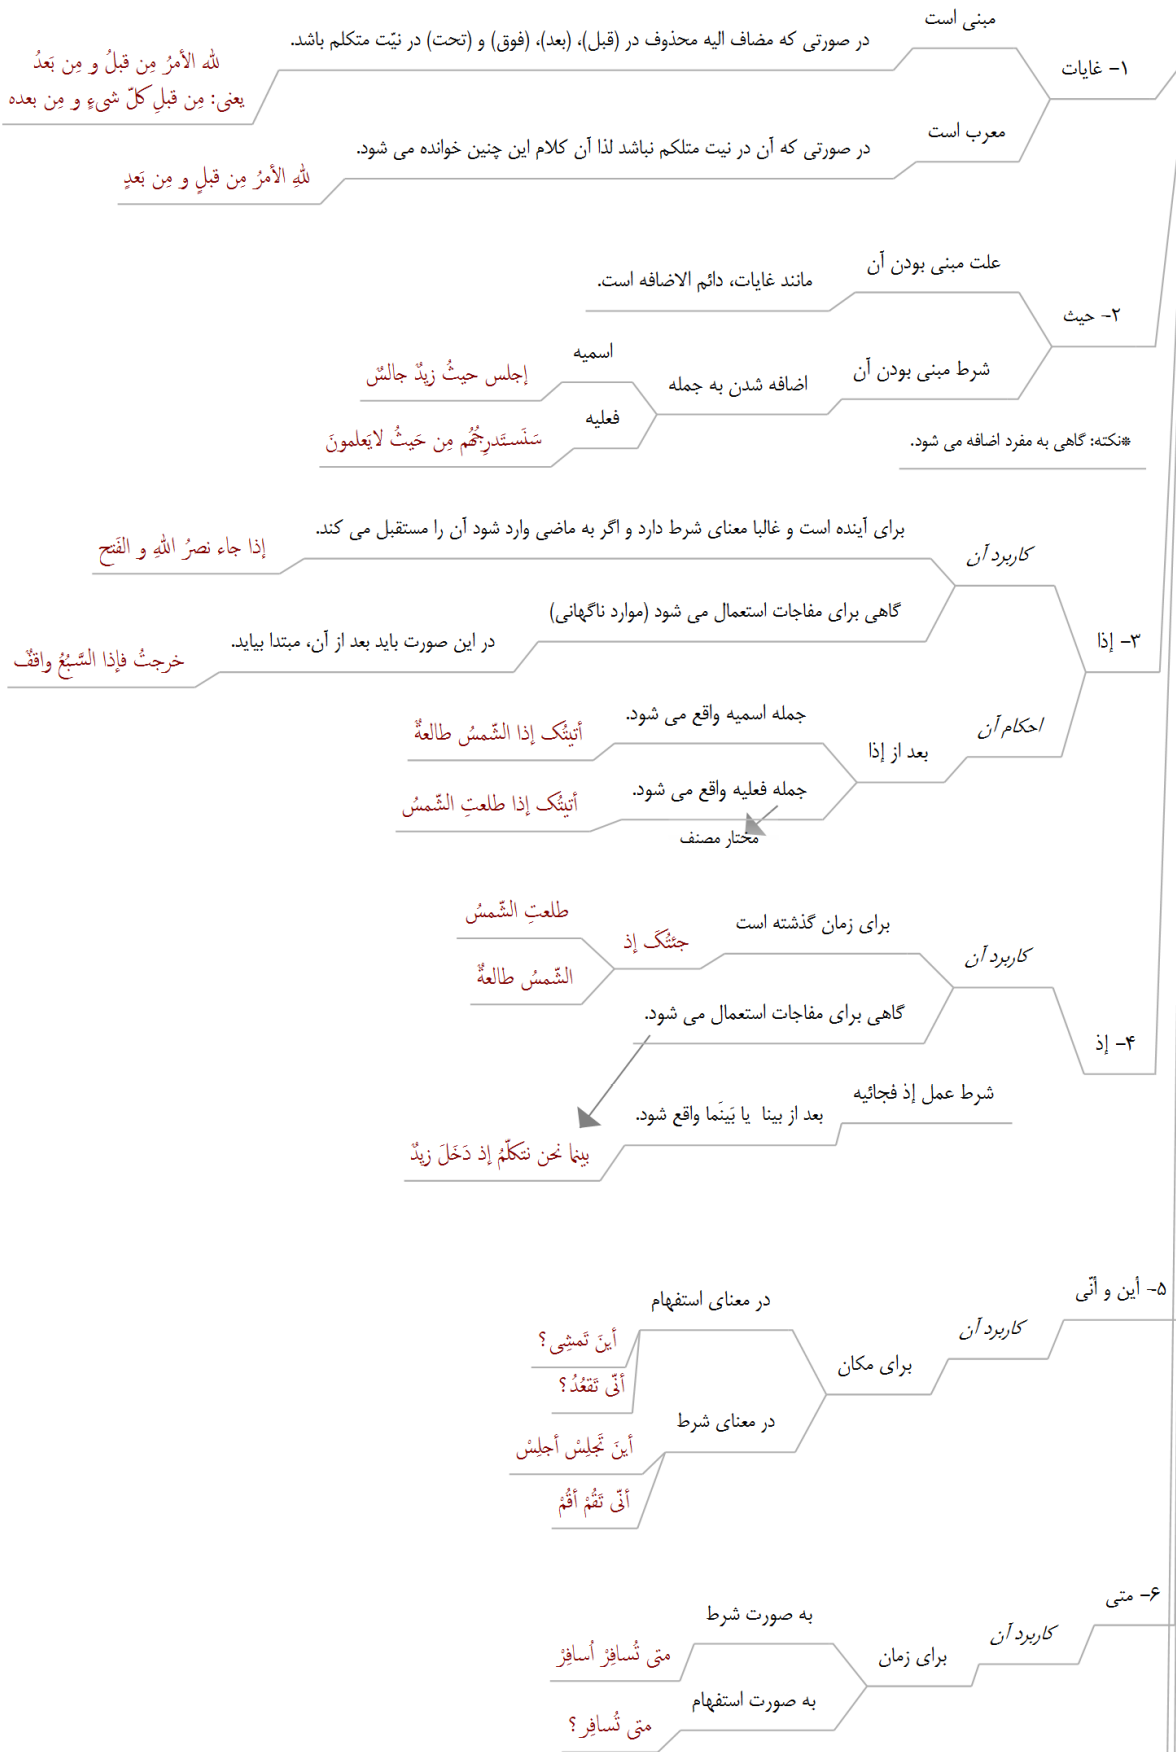 ۱- غایات
مبنی است
در صورتی که مضاف الیه محذوف در (قبل)، (بعد)، (فوق) و (تحت) در نیّت متکلم باشد.
لله الأمرُ مِن قبلُ و مِن بَعدُ
یعنی: مِن قبلِ کلّ شیءٍ و مِن بعده
معرب است
در صورتی که آن در نیت متلکم نباشد لذا آن کلام این چنین خوانده می شود.
للهِ الأمرُ مِن قبلٍ و مِن بَعدٍ
۲- حیث
علت مبنی بودن آن
مانند غایات، دائم الاضافه است.
شرط مبنی بودن آن
اضافه شدن به جمله
اسمیه
إجلس حیثُ زیدٌ جالسٌ
فعلیه
سَنَستَدرِجُهُم مِن حَیثُ لایَعلمونَ
*نکته: گاهی به مفرد اضافه می شود.
۳- إذا
کاربرد آن
برای آینده است و غالبا معنای شرط دارد و اگر به ماضی وارد شود آن را مستقبل می کند.
إذا جاء نصرُ اللهِ و الفَتح
گاهی برای مفاجات استعمال می شود (موارد ناگهانی)
در این صورت باید بعد از آن، مبتدا بیاید.
خرجتُ فإذا السَّبُعُ واقفٌ
احکام آن
بعد از إذا
جمله اسمیه واقع می شود.
أتیتُک إذا الشّمسُ طالعةٌ
جمله فعلیه واقع می شود.
أتیتُک إذا طلعتِ الشّمسُ
مختار مصنف
۴- إذ
کاربرد آن
برای زمان گذشته است
جئتُکَ إذ
طلعتِ الشّمسُ
الشّمسُ طالعةٌ
گاهی برای مفاجات استعمال می شود.
شرط عمل إذ فجائیه
بعد از بینا یا بَینَما واقع شود.
بینما نحن نتکلّمُ إذ دَخَلَ زیدٌ
۵- أین و أنّی
کاربرد آن
برای مکان
در معنای استفهام
أینَ تَمشِی؟
أنّی تَقعُدُ؟
در معنای شرط
أینَ تَجلِسْ أجلِسْ
أنّی تَقُمْ أقُمْ
۶- متی
کاربرد آن
برای زمان
به صورت شرط
متی تُسافِرْ اُسافِرْ
به صورت استفهام
متی تُسافِر؟